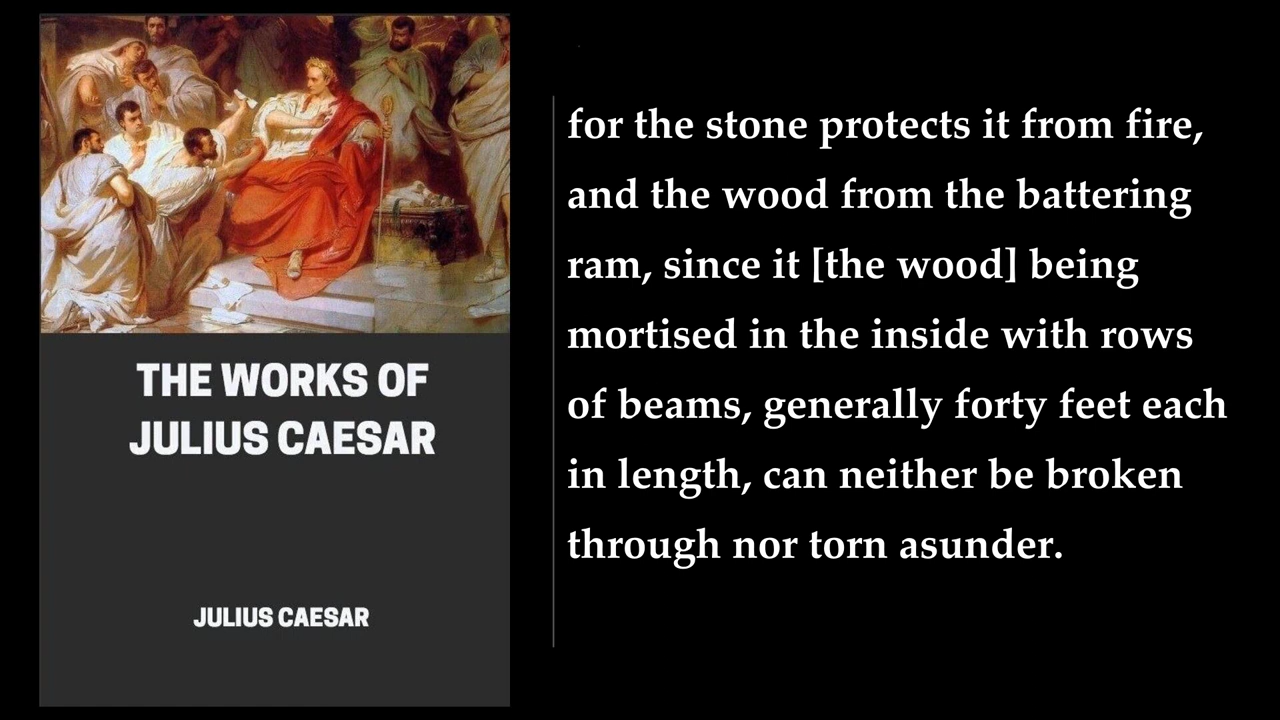 THE WORKS OF
JULIUS CAESAR
JULIUS CAESAR
for the stone protects it from fire,
and the wood from the battering
ram, since it [the wood] being
mortised in the inside with rows
of beams, generally forty feet each
in length, can neither be broken
through nor torn asunder.